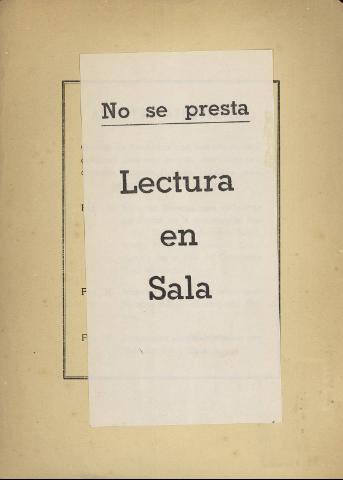 No se presta
Lectura
en
Sala